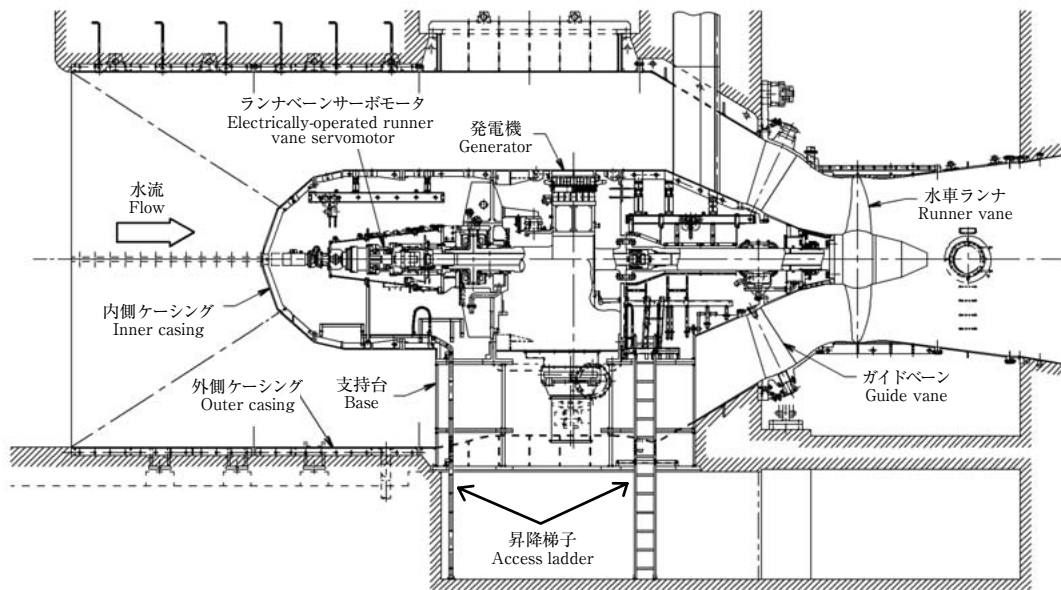 ランナベーンサーボモータ
Electrically-operated runner
vane servomotor
発電機
Generator
水流
Flow
水車ランナ
Runner vane
内側ケーシング
Inner casing
外側ケーシング
Outer casing
支持台
Base
ガイドベーン
Guide vane
昇降梯子
Access ladder